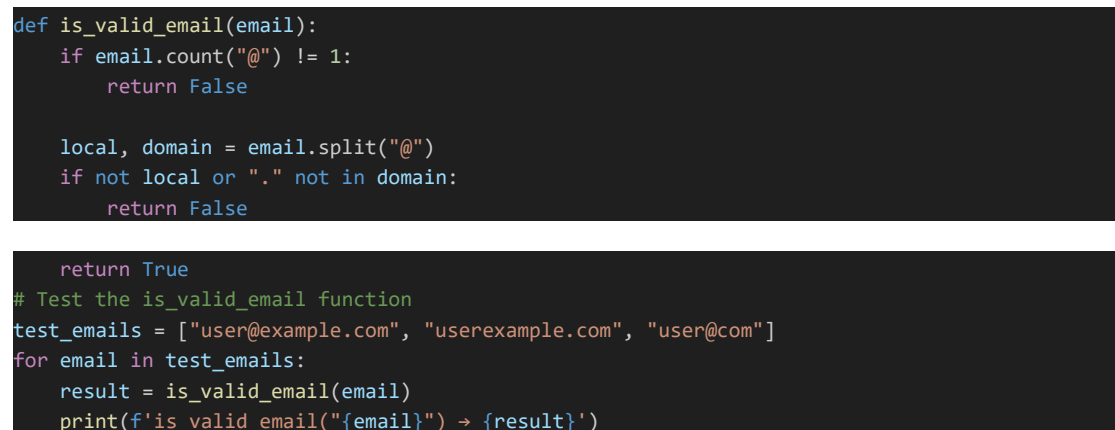 def is_valid_email(email):
    if email.count("@") != 1:
        return False
    local, domain = email.split("@")
    if not local or "." not in domain:
        return False
    return True
# Test the is_valid_email function
test_emails = ["user@example.com", "userexample.com", "user@com"]
for email in test_emails:
    result = is_valid_email(email)
    print(f'is_valid_email("{email}") → {result}')